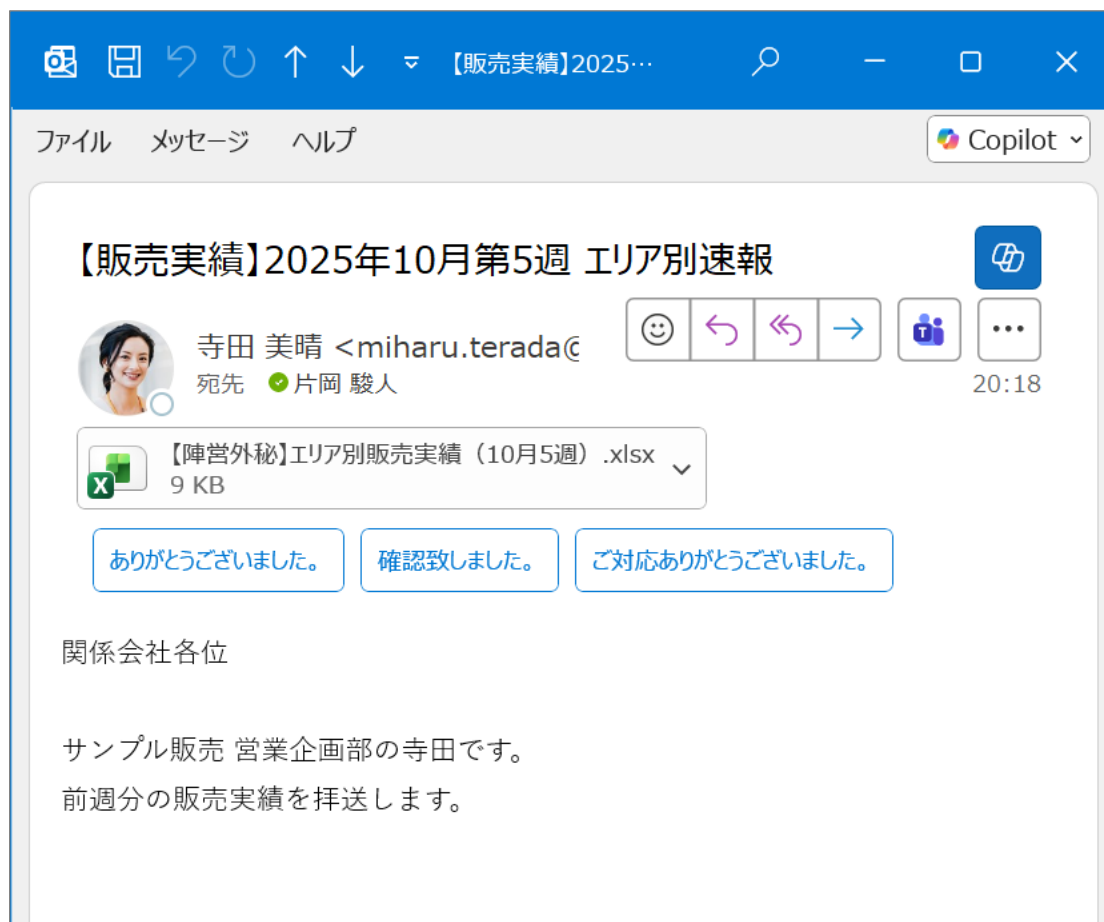 【販売実績】2025…
ファイル メッセージ ヘルプ
Copilot
【販売実績】2025年10月第5週 エリア別速報
寺田 美晴 <miharu.terada@
宛先 片岡 駿人
20:18
【陣営外秘】エリア別販売実績（10月5週）.xlsx
9 KB
ありがとうございました。
確認致しました。
ご対応ありがとうございました。
関係会社各位
サンプル販売 営業企画部の寺田です。
前週分の販売実績を拝送します。